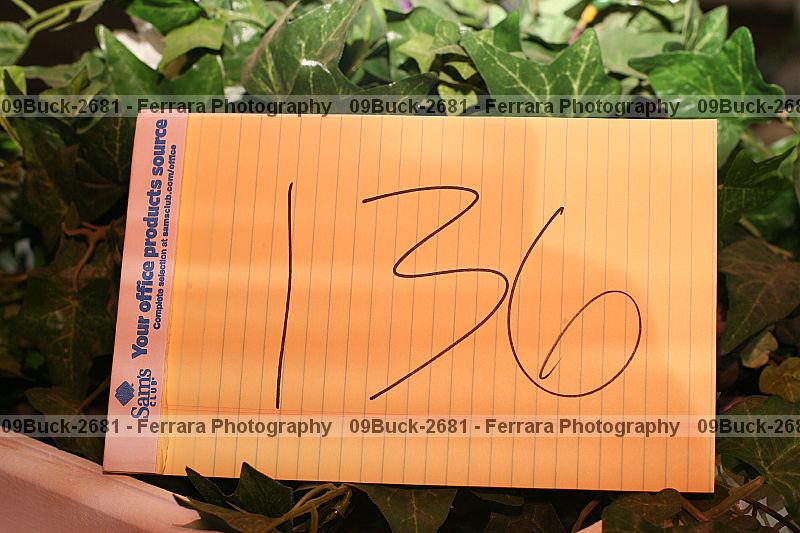 09Buck-2681 - Ferrara Photography 09Buck-2681 - Ferrara Photography 09Buck-2681
Your office products source
Complete selection at samsclub.com/office
Sam's
CLUB
136
09Buck-2681 - Ferrara Photography 09Buck-2681 - Ferrara Photography 09Buck-268